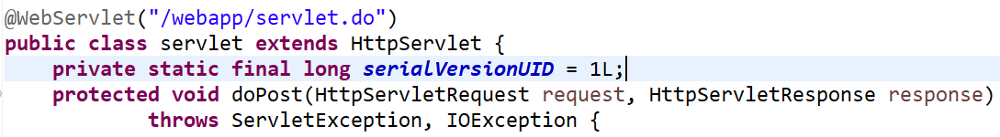 @WebServlet("/webapp/servlet.do")
public class servlet extends HttpServlet {
private static final long serialVersionUID = 1L;
protected void doPost(HttpServletRequest request, HttpServletResponse response)
throws ServletException, IOException {